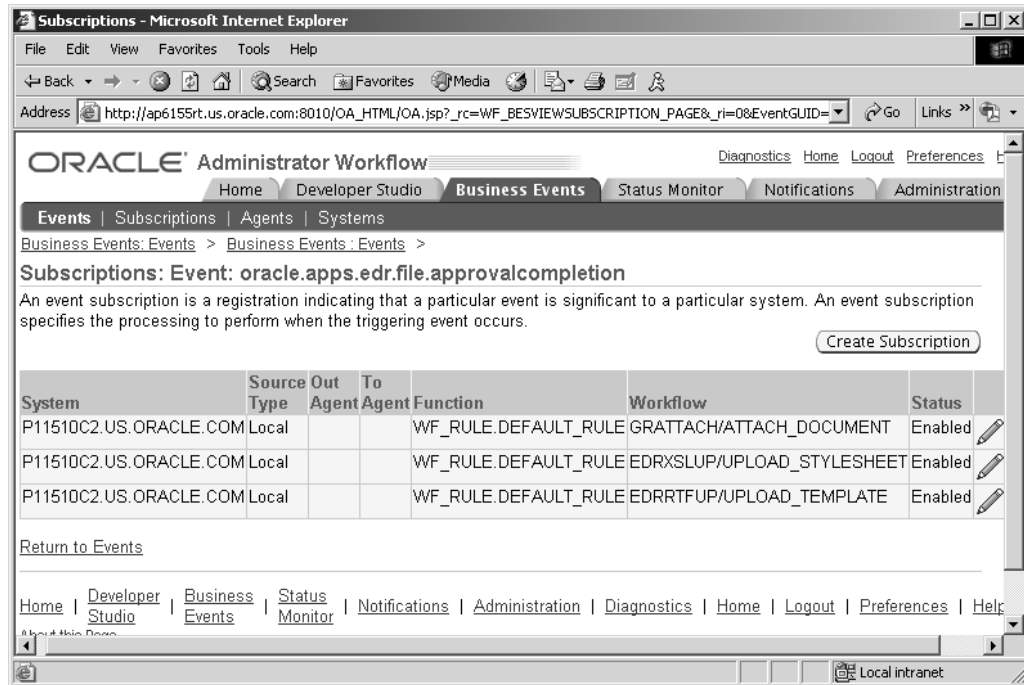 Subscriptions - Microsoft Internet Explorer
File Edit View Favorites Tools Help
Back Search Favorites Media
Address http://ap6155rt.us.oracle.com:8010/OA_HTML/OA.jsp?_rc=WF_BESVIEWSUBSCRIPTION_PAGE&_ri=0&EventGUID= Go Links »
ORACLE® Administrator Workflow
Diagnostics Home Logout Preferences
Home Developer Studio Business Events Status Monitor Notifications Administration
Events | Subscriptions | Agents | Systems
Business Events: Events > Business Events : Events >
Subscriptions: Event: oracle.apps.edr.file.approvalcompletion
An event subscription is a registration indicating that a particular event is significant to a particular system. An event subscription
specifies the processing to perform when the triggering event occurs.
Create Subscription
System Source Type Out Agent To Agent Function Workflow Status
P11510C2.US.ORACLE.COM Local WF_RULE.DEFAULT_RULE GRATTACH/ATTACH_DOCUMENT Enabled
P11510C2.US.ORACLE.COM Local WF_RULE.DEFAULT_RULE EDRXSLUP/UPLOAD_STYLESHEET Enabled
P11510C2.US.ORACLE.COM Local WF_RULE.DEFAULT_RULE EDRRTFUP/UPLOAD_TEMPLATE Enabled
Return to Events
Home | Developer Studio | Business Events | Status Monitor | Notifications | Administration | Diagnostics | Home | Logout | Preferences | Help
About this Page
Local intranet